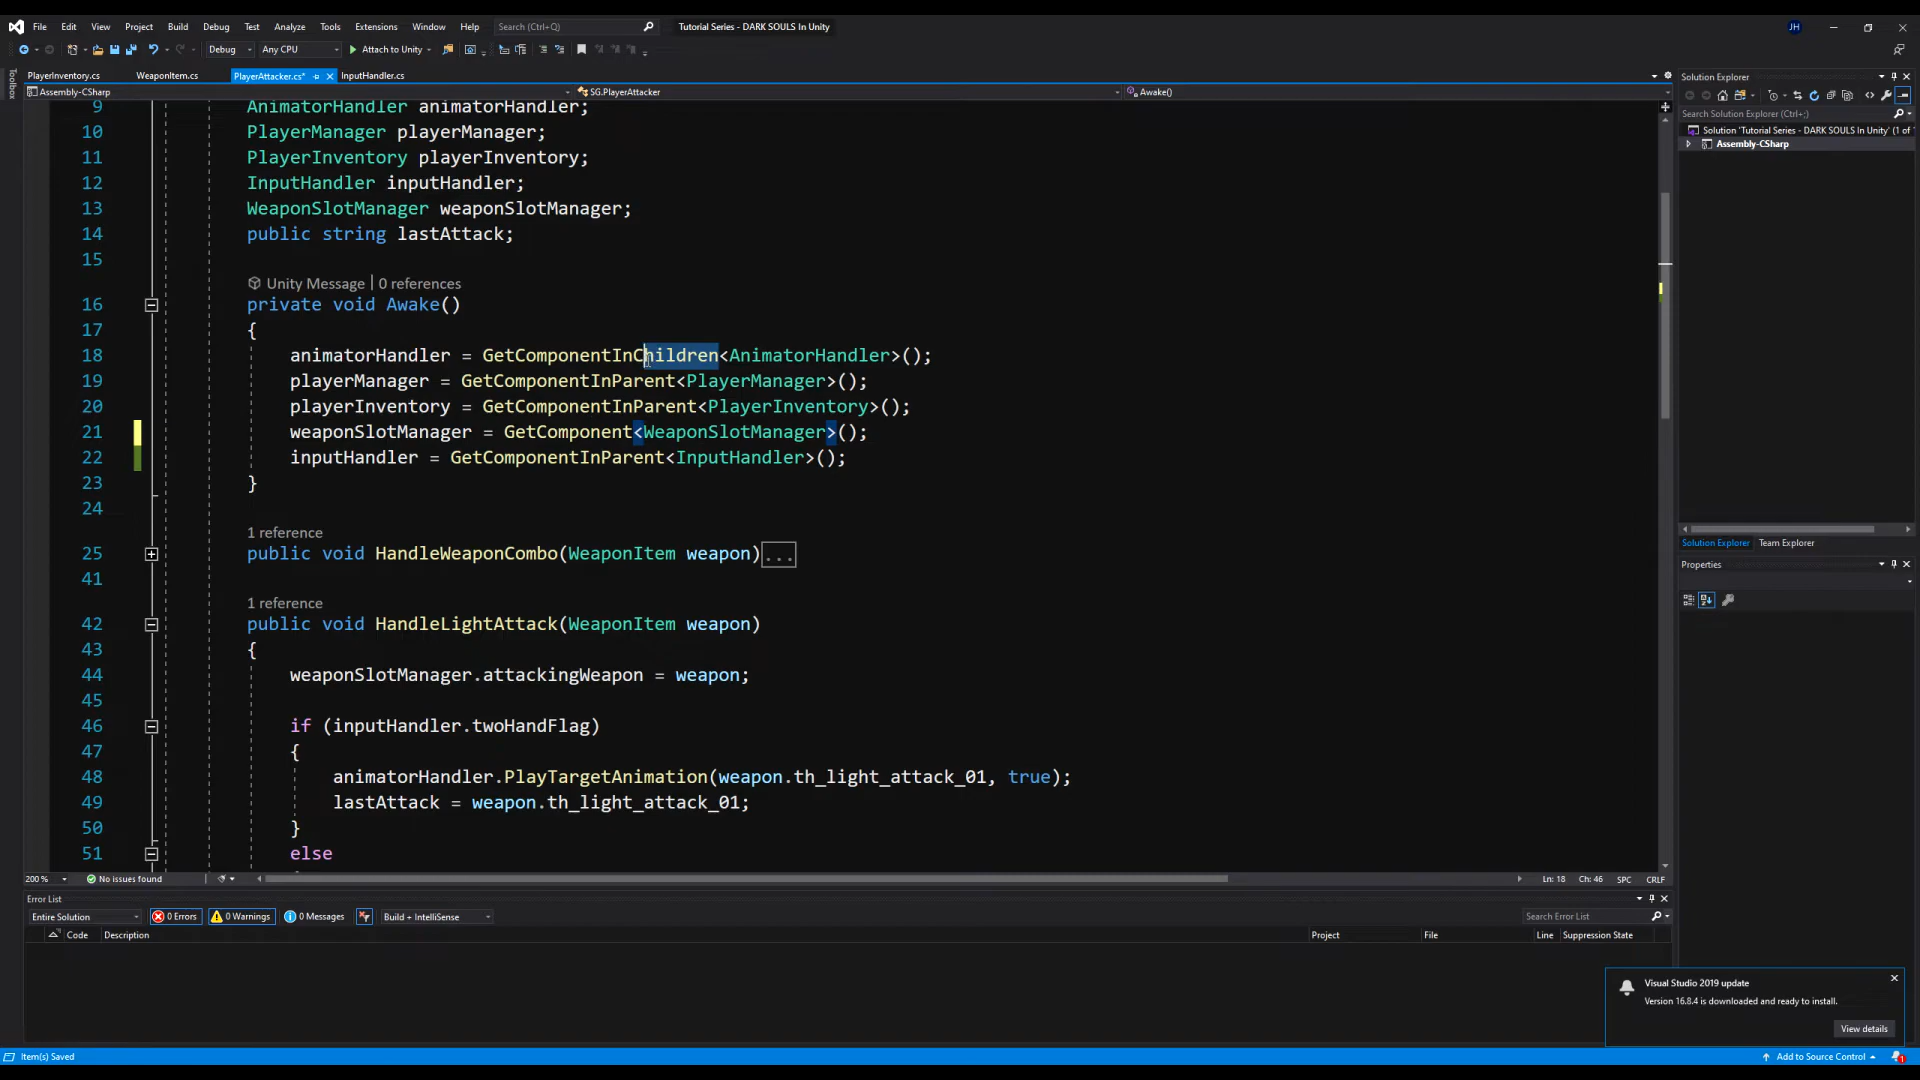 File Edit View Project Build Debug Test Analyze Tools Extensions Window Help Search (Ctrl+Q) Tutorial Series - DARK SOULS In Unity JH
Debug Any CPU Attach to Unity
Toolbox
PlayerInventory.cs WeaponItem.cs PlayerAttacker.cs* InputHandler.cs
Assembly-CSharp SG.PlayerAttacker Awake()
9 AnimatorHandler animatorHandler;
10 PlayerManager playerManager;
11 PlayerInventory playerInventory;
12 InputHandler inputHandler;
13 WeaponSlotManager weaponSlotManager;
14 public string lastAttack;
15
Unity Message | 0 references
16 private void Awake()
17 {
18 animatorHandler = GetComponentInChildren<AnimatorHandler>();
19 playerManager = GetComponentInParent<PlayerManager>();
20 playerInventory = GetComponentInParent<PlayerInventory>();
21 weaponSlotManager = GetComponent<WeaponSlotManager>();
22 inputHandler = GetComponentInParent<InputHandler>();
23 }
24
1 reference
25 public void HandleWeaponCombo(WeaponItem weapon)...
41
1 reference
42 public void HandleLightAttack(WeaponItem weapon)
43 {
44 weaponSlotManager.attackingWeapon = weapon;
45
46 if (inputHandler.twoHandFlag)
47 {
48 animatorHandler.PlayTargetAnimation(weapon.th_light_attack_01, true);
49 lastAttack = weapon.th_light_attack_01;
50 }
51 else
200 % No issues found Ln: 18 Ch: 46 SPC CRLF
Error List
Entire Solution 0 Errors 0 Warnings 0 Messages Build + IntelliSense Search Error List
Code Description Project File Line Suppression State
Solution Explorer
Search Solution Explorer (Ctrl+;)
Solution 'Tutorial Series - DARK SOULS In Unity' (1 of
Assembly-CSharp
Solution Explorer Team Explorer
Properties
Visual Studio 2019 update
Version 16.8.4 is downloaded and ready to install.
View details
Item(s) Saved Add to Source Control 1